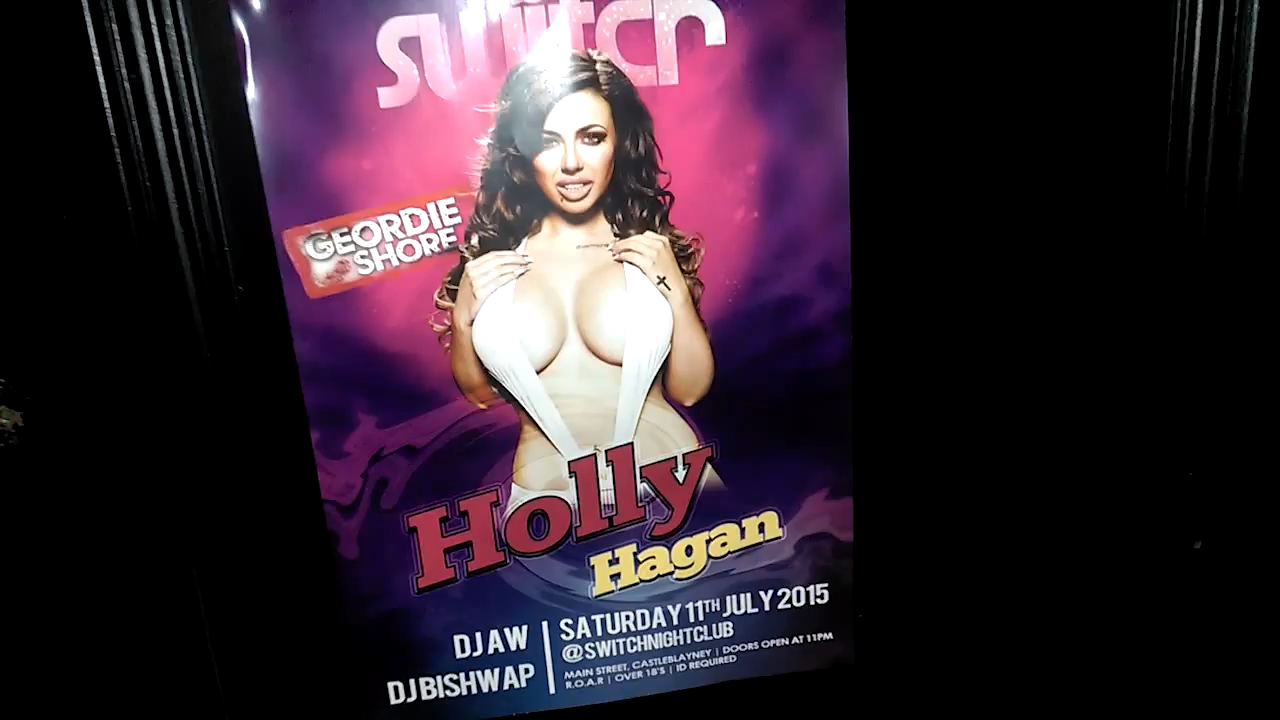 switch
GEORDIE
SHORE
Holly
Hagan
DJ AW
DJ BISHWAP
SATURDAY 11TH JULY 2015
@SWITCHNIGHTCLUB
MAIN STREET, CASTLEBLAYNEY | DOORS OPEN AT 11PM
R.O.A.R | OVER 18'S | ID REQUIRED